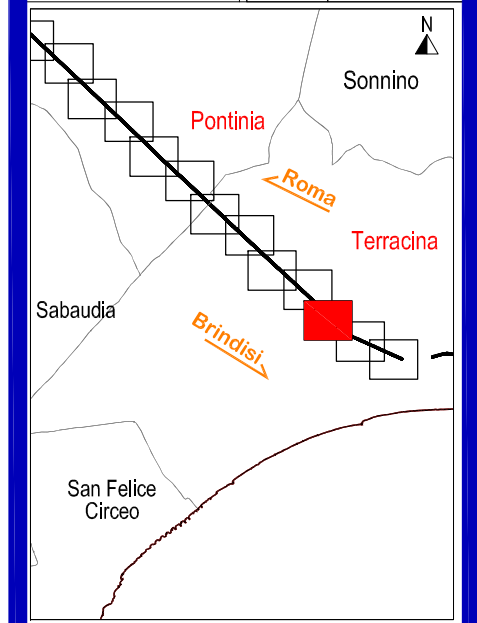 N
Sonnino
Pontinia
Roma
Terracina
Sabaudia
Brindisi
San Felice
Circeo